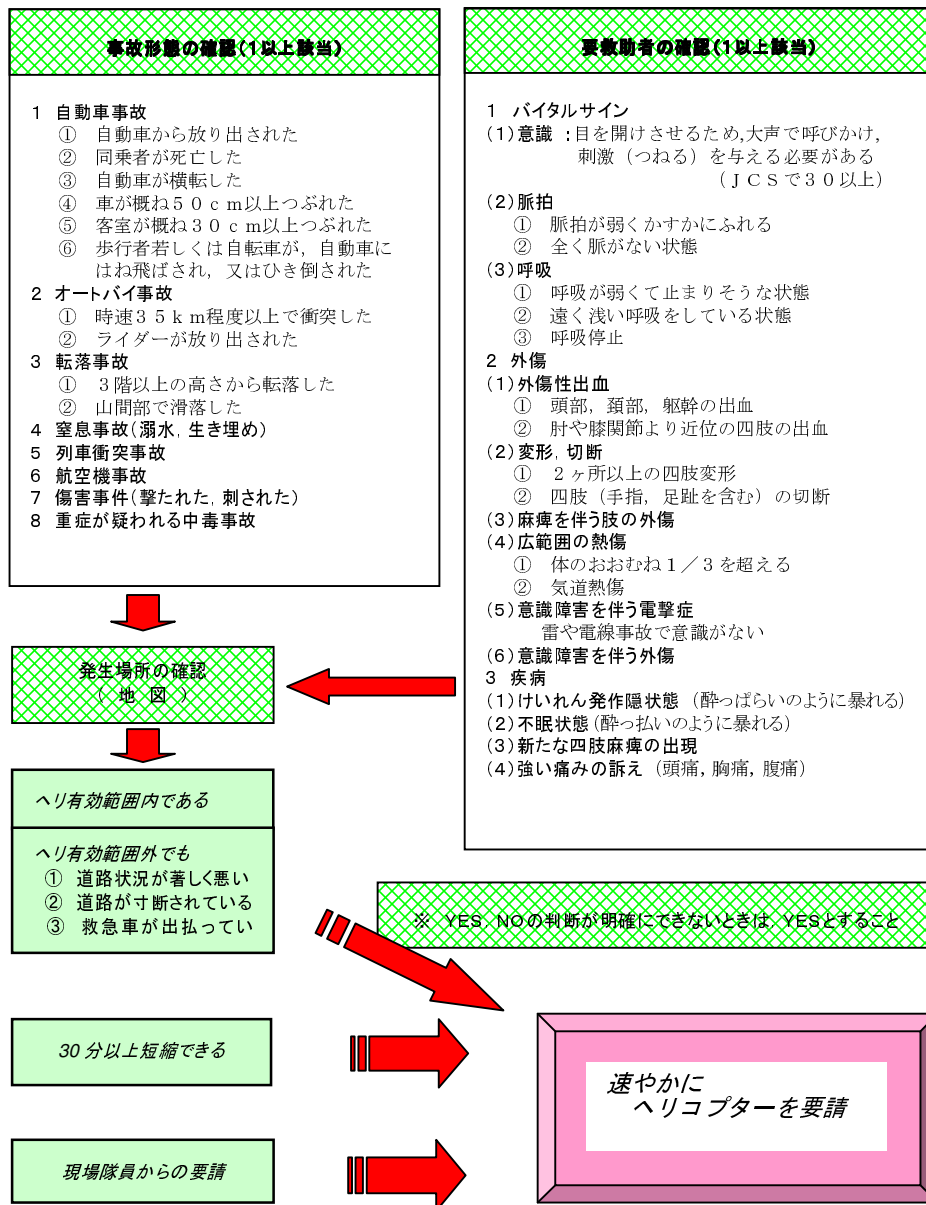 事故形態の確認(1以上該当)
1 自動車事故
① 自動車から放り出された
② 同乗者が死亡した
③ 自動車が横転した
④ 車が概ね50cm以上つぶれた
⑤ 客室が概ね30cm以上つぶれた
⑥ 歩行者若しくは自転車が,自動車に
はね飛ばされ,又はひき倒された
2 オートバイ事故
① 時速35km程度以上で衝突した
② ライダーが放り出された
3 転落事故
① 3階以上の高さから転落した
② 山間部で滑落した
4 窒息事故(溺水,生き埋め)
5 列車衝突事故
6 航空機事故
7 傷害事件(撃たれた,刺された)
8 重症が疑われる中毒事故
要救助者の確認(1以上該当)
1 バイタルサイン
(1)意識 :目を開けさせるため,大声で呼びかけ,
刺激(つねる)を与える必要がある
(JCSで30以上)
(2)脈拍
① 脈拍が弱くかすかにふれる
② 全く脈がない状態
(3)呼吸
① 呼吸が弱くて止まりそうな状態
② 遠く浅い呼吸をしている状態
③ 呼吸停止
2 外傷
(1)外傷性出血
① 頭部,頚部,躯幹の出血
② 肘や膝関節より近位の四肢の出血
(2)変形,切断
① 2ヶ所以上の四肢変形
② 四肢(手指,足趾を含む)の切断
(3)麻痺を伴う肢の外傷
(4)広範囲の熱傷
① 体のおおむね1/3を超える
② 気道熱傷
(5)意識障害を伴う電撃症
雷や電線事故で意識がない
(6)意識障害を伴う外傷
3 疾病
(1)けいれん発作隠状態 (酔っぱらいのように暴れる)
(2)不眠状態(酔っ払いのように暴れる)
(3)新たな四肢麻痺の出現
(4)強い痛みの訴え (頭痛,胸痛,腹痛)
発生場所の確認
( 地 図 )
ヘリ有効範囲内である
ヘリ有効範囲外でも
① 道路状況が著しく悪い
② 道路が寸断されている
③ 救急車が出払ってい
※ YES,NOの判断が明確にできないときは,YESとすること
30分以上短縮できる
現場隊員からの要請
速やかに
ヘリコプターを要請